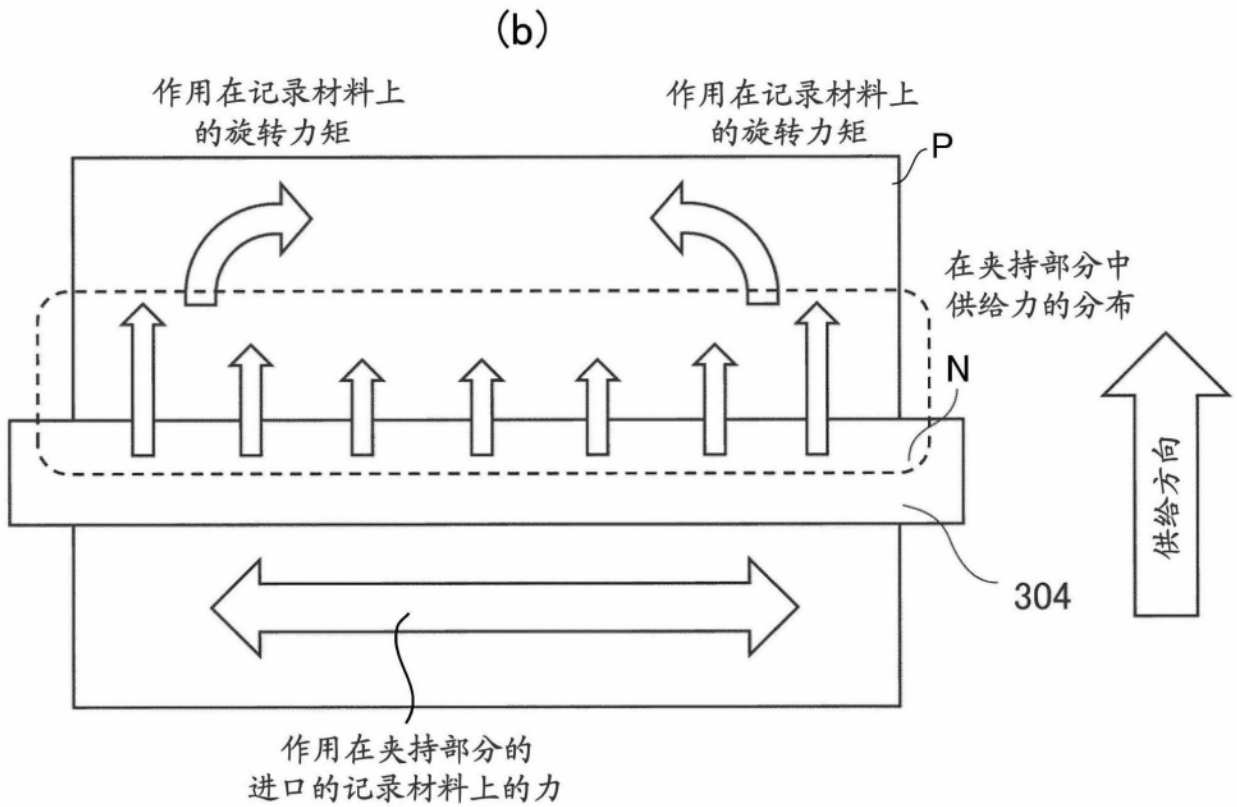 (b)
作用在记录材料上
的旋转力矩
作用在记录材料上
的旋转力矩
P
在夹持部分中
供给力的分布
N
供给方向
304
作用在夹持部分的
进口的记录材料上的力